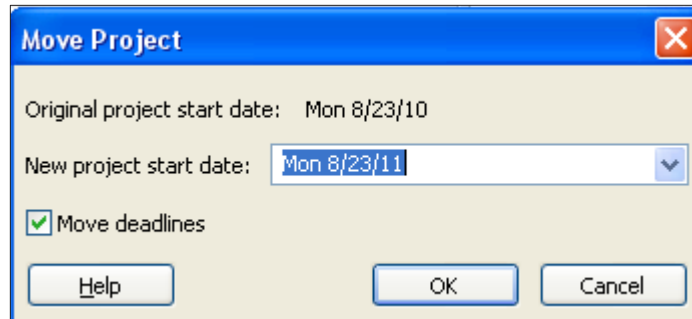 Move Project
Original project start date: Mon 8/23/10
New project start date: Mon 8/23/11
Move deadlines
Help OK Cancel